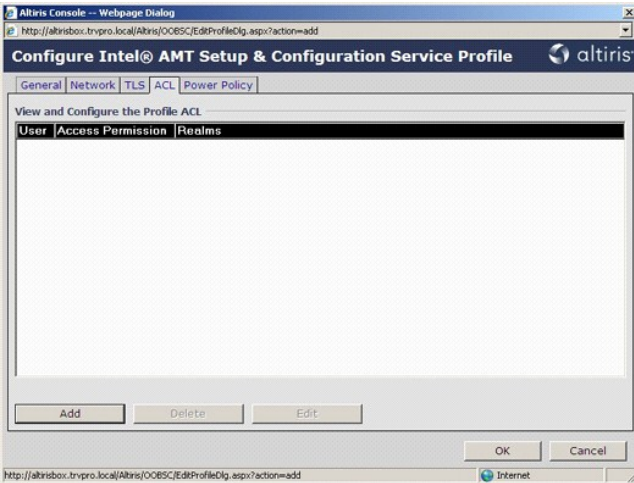 Altiris Console -- Webpage Dialog
http://altirisbox.trvpro.local/Altiris/OOBSC/EditProfileDlg.aspx?action=add
Configure Intel® AMT Setup & Configuration Service Profile
altiris
General Network TLS ACL Power Policy
View and Configure the Profile ACL
User Access Permission Realms
Add Delete Edit
OK Cancel
http://altirisbox.trvpro.local/Altiris/OOBSC/EditProfileDlg.aspx?action=add Internet